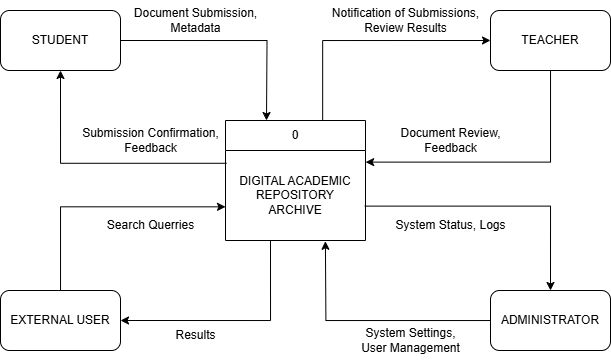 Document Submission,
Metadata
Notification of Submissions,
Review Results
STUDENT
TEACHER
Submission Confirmation,
Feedback
0
Document Review,
Feedback
DIGITAL ACADEMIC
REPOSITORY
ARCHIVE
Search Querries
System Status, Logs
EXTERNAL USER
Results
System Settings,
User Management
ADMINISTRATOR